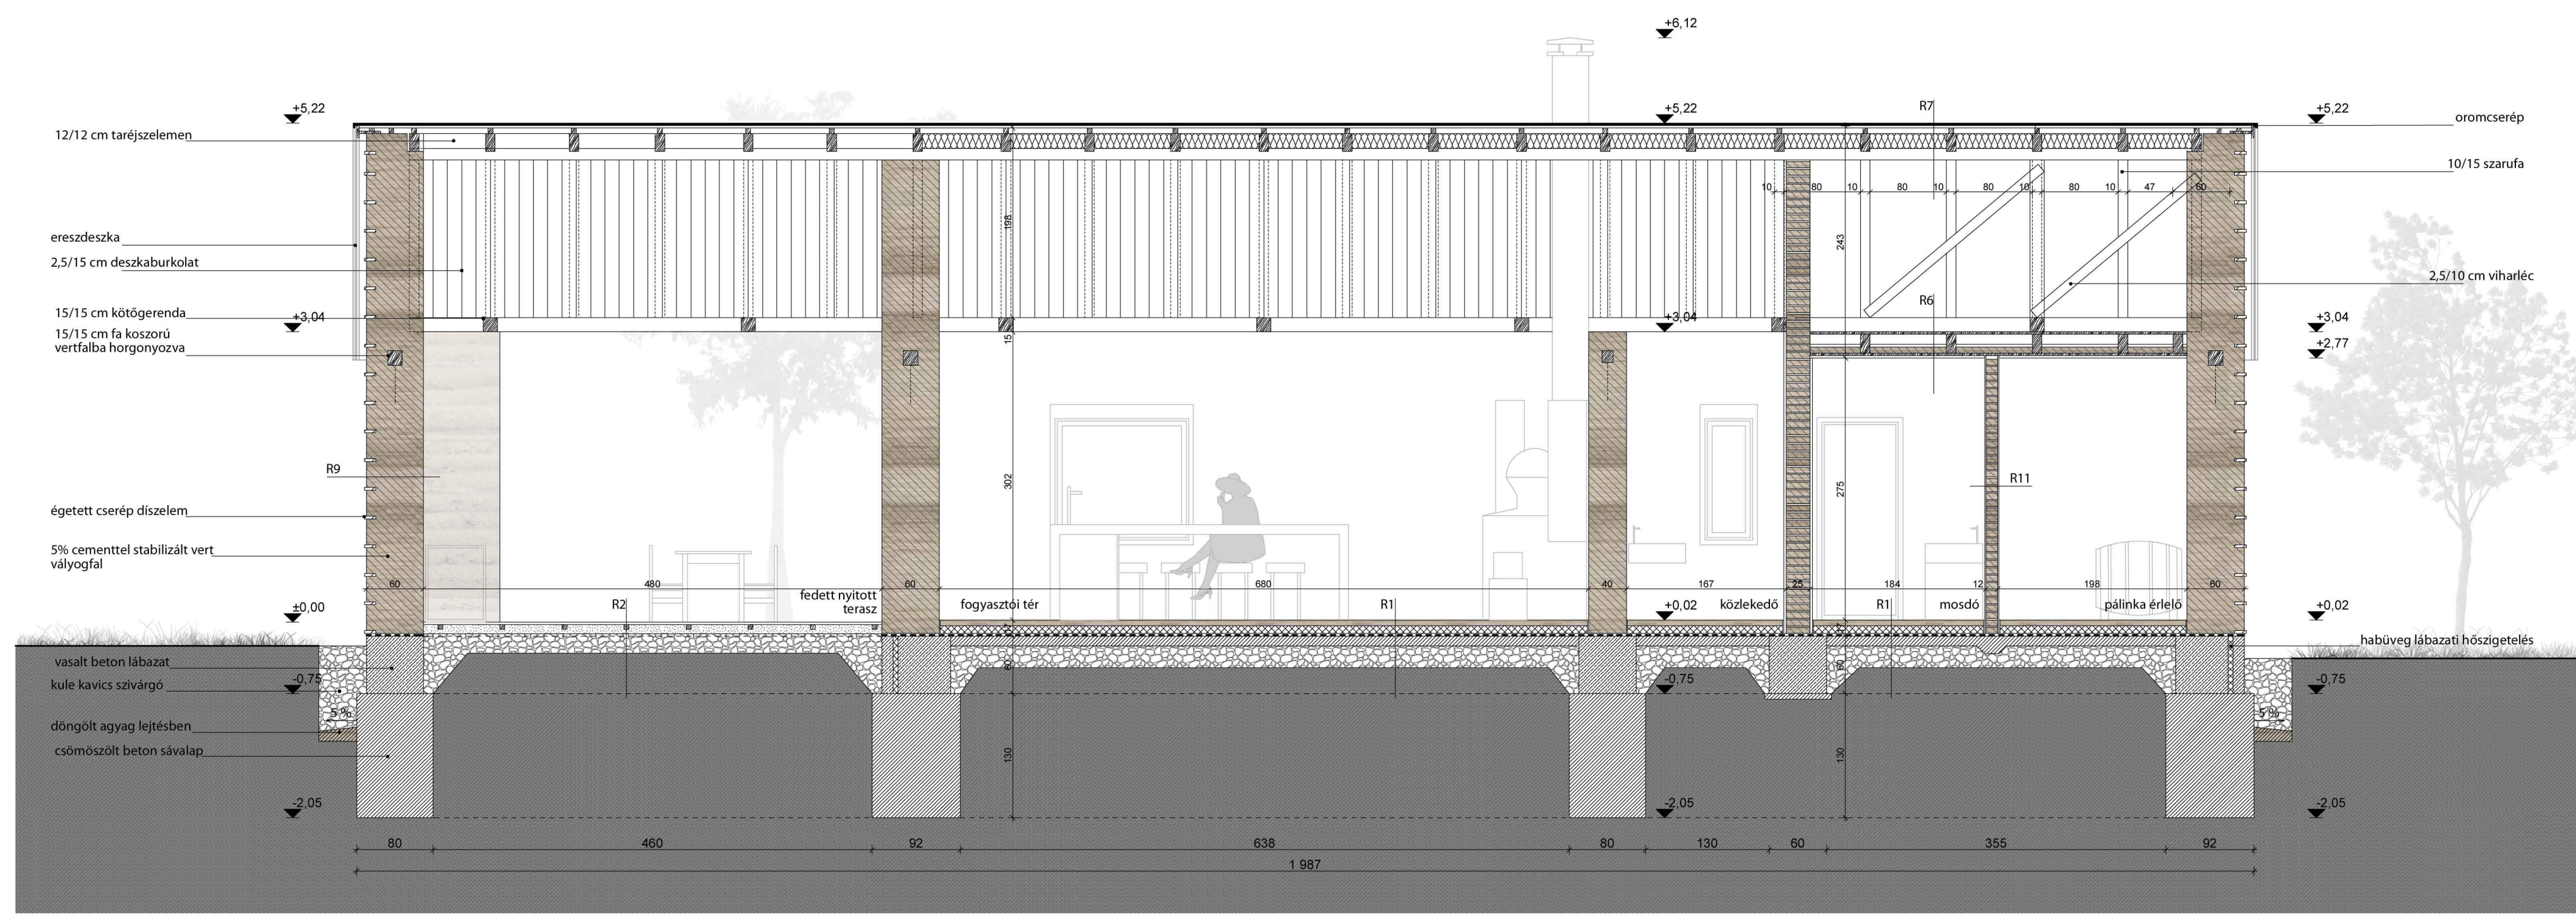 +6,12
+5,22
+5,22
+5,22
R7
12/12 cm taréjszelemen
oromcserép
10/15 szarufa
10 80 10 80 10 80 10 80 10 47 60
198
243
ereszdeszka
2,5/15 cm deszkaburkolat
2,5/10 cm viharléc
R6
15/15 cm kötőgerenda
+3,04
+3,04
+3,04
15/15 cm fa koszorú
vertfalba horgonyozva
15
+2,77
R9
302
275
R11
égetett cserép díszelem
5% cementtel stabilizált vert
vályogfal
60 480 60 680 40 167 25 184 12 198 60
fedett nyitott
terasz
R2
fogyasztói tér
R1
közlekedő
R1
mosdó
pálinka érlelő
±0,00
+0,02
+0,02
17
17
habüveg lábazati hőszigetelés
vasalt beton lábazat
60
60
kule kavics szivárgó
-0,75
-0,75
-0,75
5 %
5 %
döngölt agyag lejtésben
csömöszölt beton sávalap
130
130
-2,05
-2,05
-2,05
80 460 92 638 80 130 60 355 92
1 987